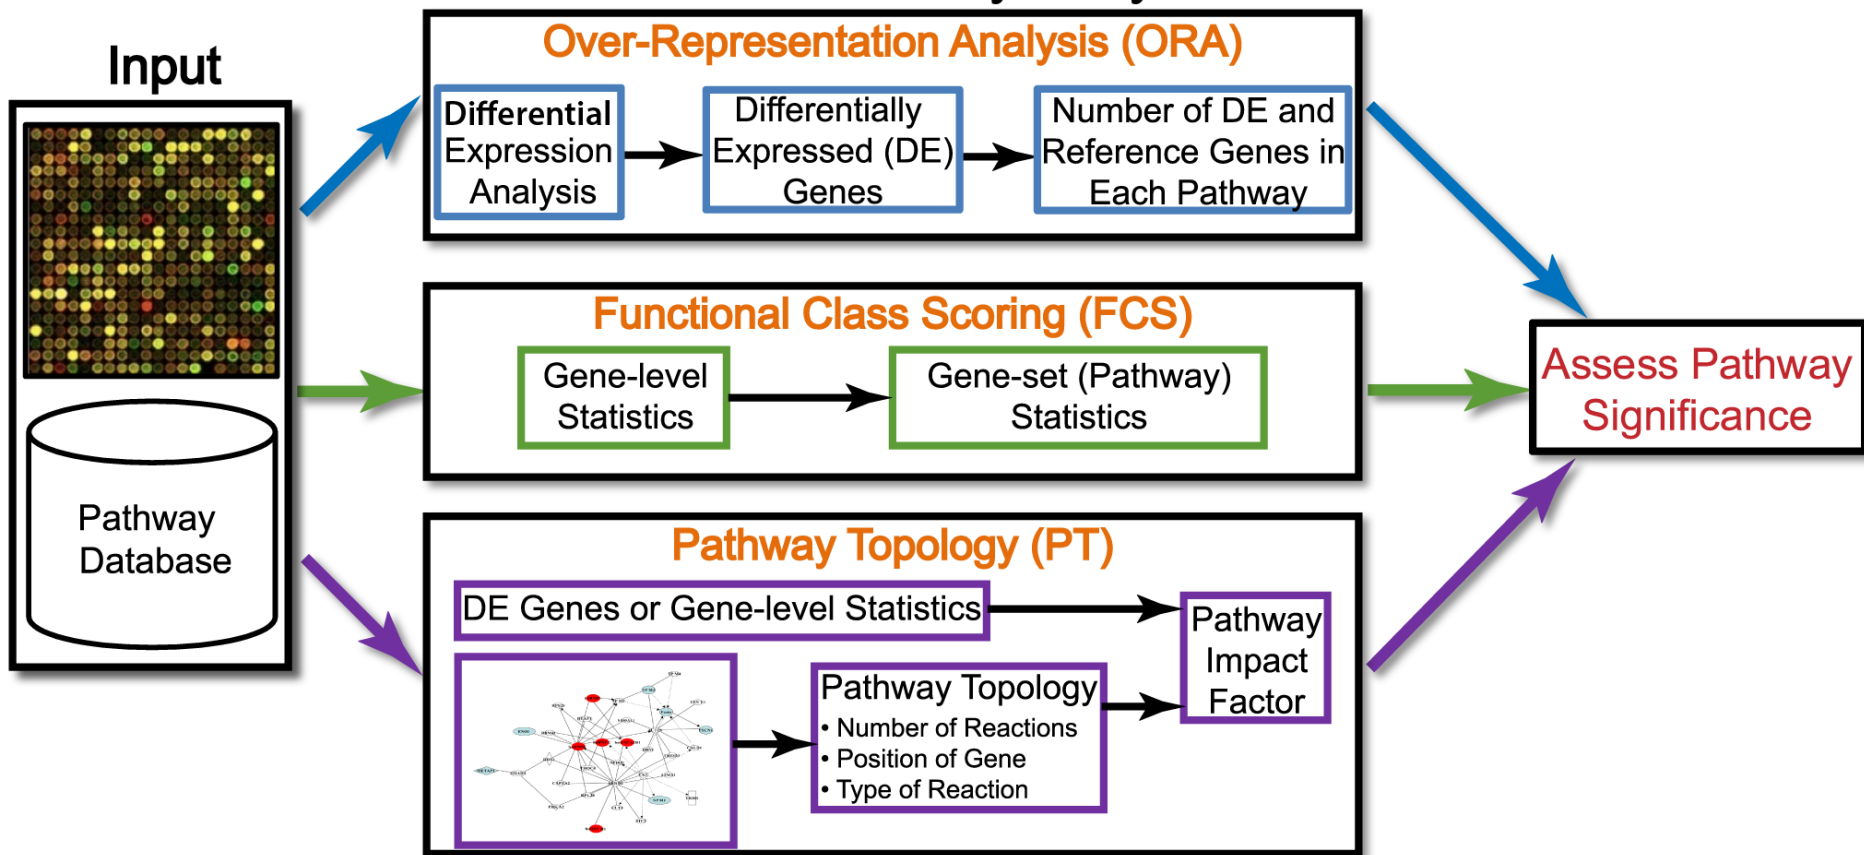 Input
Pathway
Database
Over-Representation Analysis (ORA)
Differential
Expression
Analysis
Differentially
Expressed (DE)
Genes
Number of DE and
Reference Genes in
Each Pathway
Functional Class Scoring (FCS)
Gene-level
Statistics
Gene-set (Pathway)
Statistics
Pathway Topology (PT)
DE Genes or Gene-level Statistics
Pathway Topology
• Number of Reactions
• Position of Gene
• Type of Reaction
Pathway
Impact
Factor
Assess Pathway
Significance